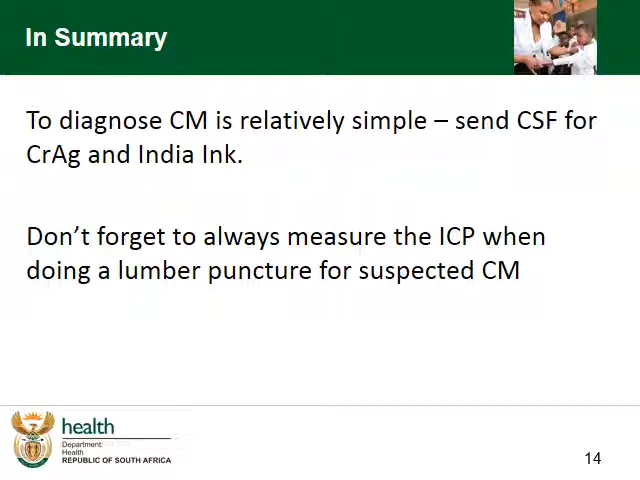 In Summary
To diagnose CM is relatively simple – send CSF for
CrAg and India Ink.
Don’t forget to always measure the ICP when
doing a lumber puncture for suspected CM
health
Department:
Health
REPUBLIC OF SOUTH AFRICA
14